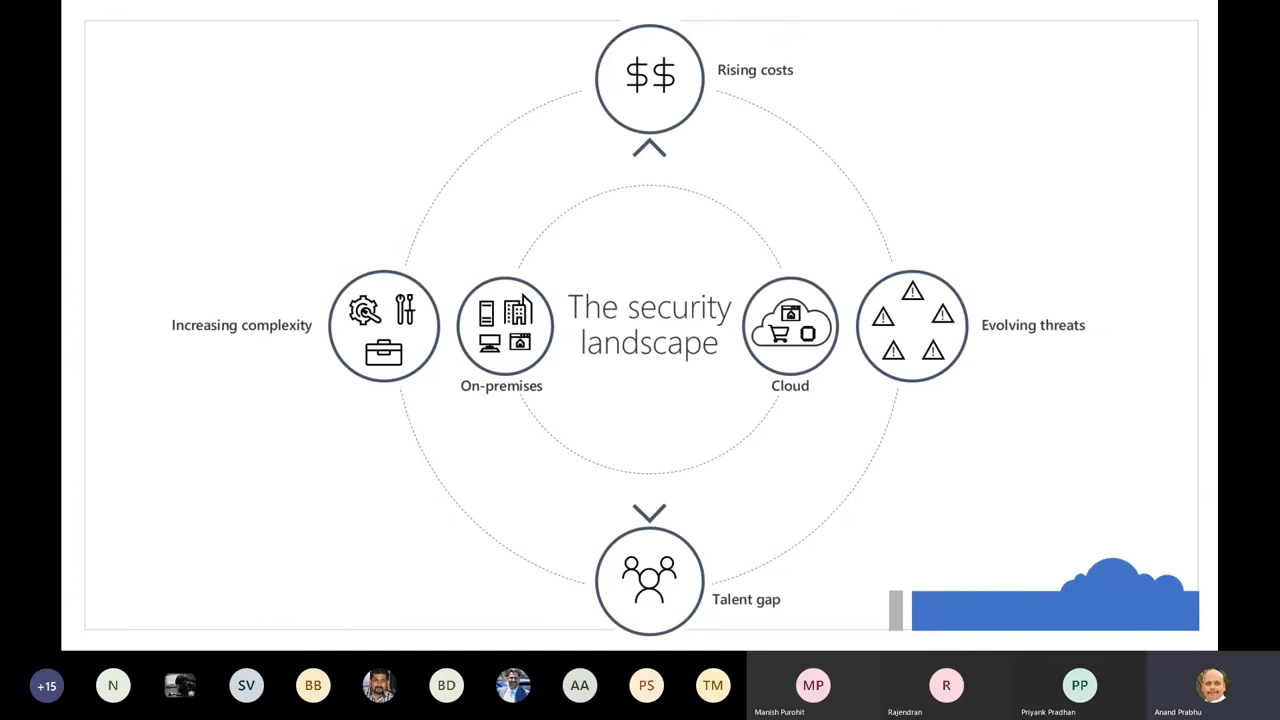 $$
Rising costs
Increasing complexity
The security
landscape
Evolving threats
On-premises
Cloud
Talent gap
+15
N
SV
BB
BD
AA
PS
TM
MP
R
PP
Manish Purohit
Rajendran
Priyank Pradhan
Anand Prabhu